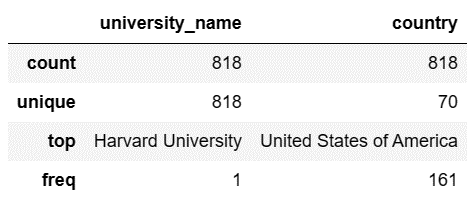 university_name country
count 818 818
unique 818 70
top Harvard University United States of America
freq 1 161